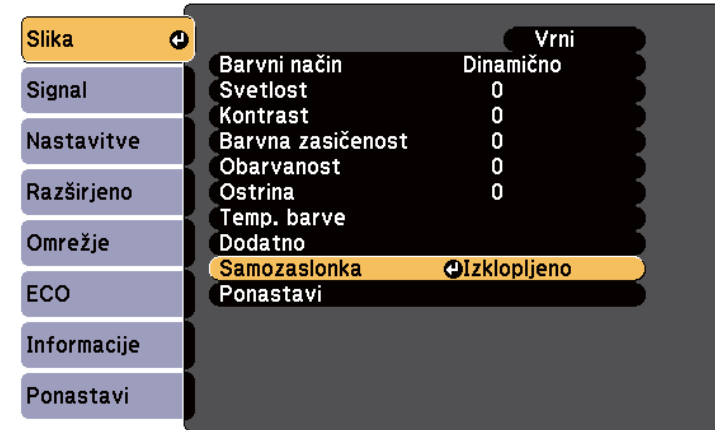 Slika
Signal
Nastavitve
Razširjeno
Omrežje
ECO
Informacije
Ponastavi
Vrni
Barvni način Dinamično
Svetlost 0
Kontrast 0
Barvna zasičenost 0
Obarvanost 0
Ostrina 0
Temp. barve
Dodatno
Samozaslonka Izklopljeno
Ponastavi